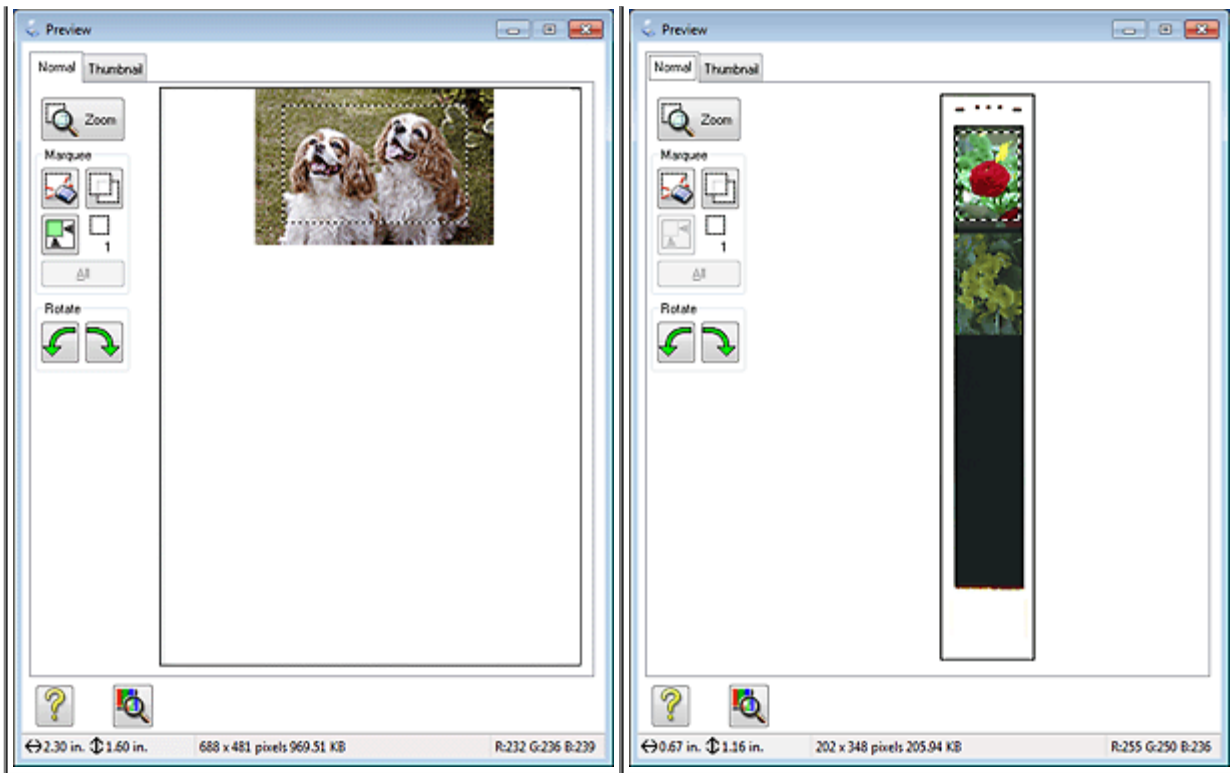 Preview
Normal Thumbnail
Zoom
Marquee
1
All
Rotate
2.30 in. 1.60 in. 688 x 481 pixels 969.51 KB R:232 G:236 B:239
Preview
Normal Thumbnail
Zoom
Marquee
1
All
Rotate
0.67 in. 1.16 in. 202 x 348 pixels 205.94 KB R:255 G:250 B:236